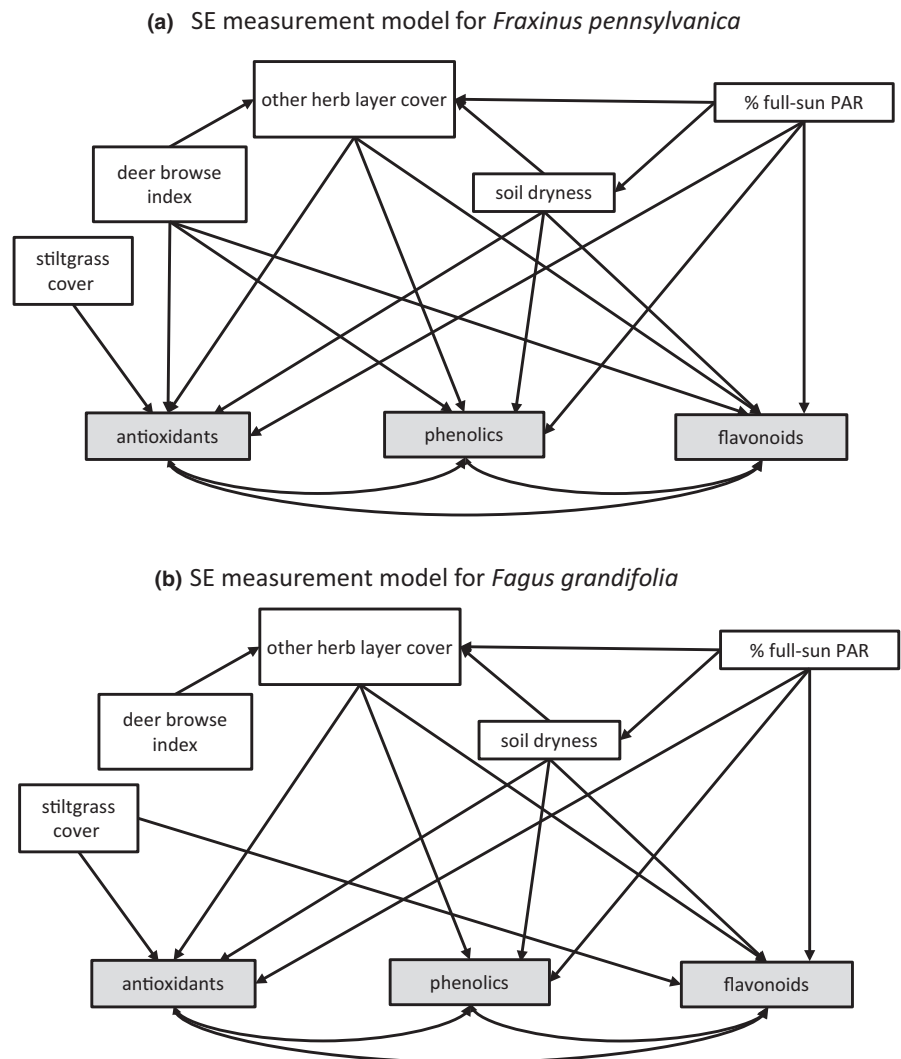 (a) SE measurement model for Fraxinus pennsylvanica
other herb layer cover
% full-sun PAR
deer browse
index
soil dryness
stiltgrass
cover
antioxidants
phenolics
flavonoids
(b) SE measurement model for Fagus grandifolia
other herb layer cover
% full-sun PAR
deer browse
index
soil dryness
stiltgrass
cover
antioxidants
phenolics
flavonoids